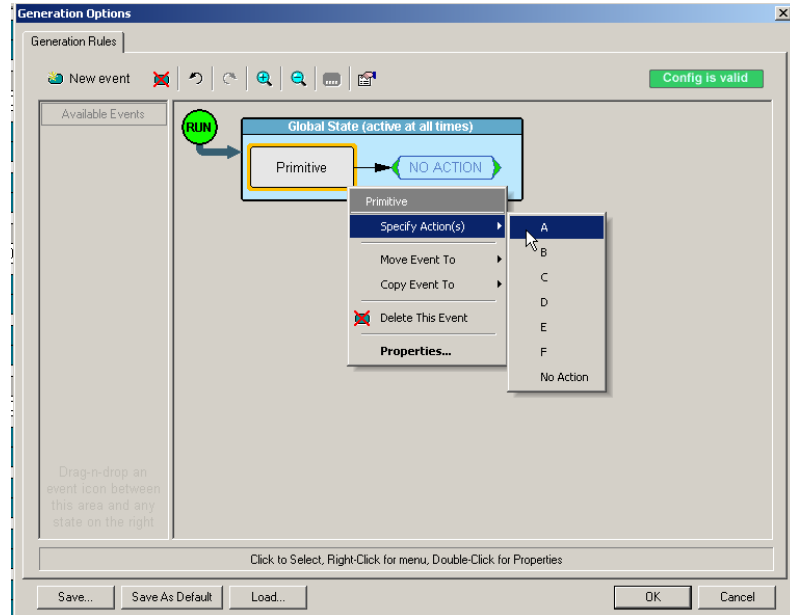 Generation Options
Generation Rules
New event
Config is valid
Available Events
RUN
Global State (active at all times)
Primitive
NO ACTION
Primitive
Specify Action(s)
A
B
Move Event To
C
Copy Event To
D
Delete This Event
E
Properties...
F
No Action
Drag-n-drop an
event icon between
this area and any
state on the right
Click to Select, Right-Click for menu, Double-Click for Properties
Save...
Save As Default
Load...
OK
Cancel